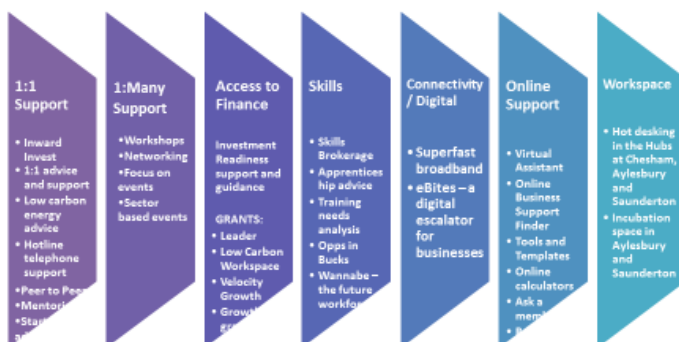 1:1
Support
• Inward
Invest
• 1:1 advice
and support
• Low carbon
energy
advice
• Hotline
telephone
support
•Peer to Peer
•
1:Many
Support
•Workshops
•Networking
•Focus on
events
•Sector
based events
Access to
Finance
Investment
Readiness
support and
guidance
GRANTS:
• Leader
• Low Carbon
Workspace
• Velocity
Growth
•
Skills
• Skills
Brokerage
• Apprentices
hip advice
• Training
needs
analysis
• Opps in
Bucks
• Wannabe –
the future
Connectivity
/ Digital
• Superfast
broadband
• eBites – a
digital
escalator
for
businesses
Online
Support
• Virtual
Assistant
• Online
Business
Support
Finder
• Tools and
Templates
• Online
calculators
• Ask a
Workspace
• Hot desking
in the Hubs
at Chesham,
Aylesbury
and
Saunderton
• Incubation
space in
Aylesbury
and
Saunderton